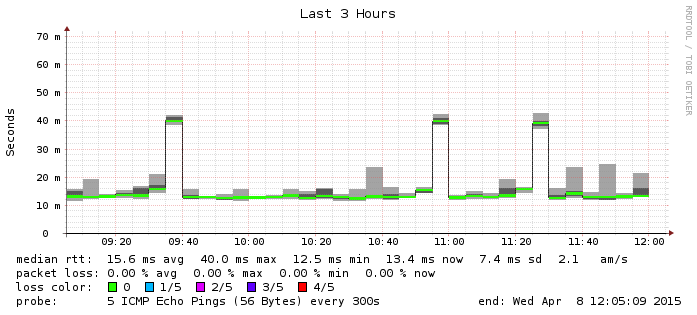 Last 3 Hours
RRDTOOL / TOBI OETIKER
Seconds
70 m
60 m
50 m
40 m
30 m
20 m
10 m
0
09:20 09:40 10:00 10:20 10:40 11:00 11:20 11:40 12:00
median rtt: 15.6 ms avg 40.0 ms max 12.5 ms min 13.4 ms now 7.4 ms sd 2.1 am/s
packet loss: 0.00 % avg 0.00 % max 0.00 % min 0.00 % now
loss color: 0 1/5 2/5 3/5 4/5
probe: 5 ICMP Echo Pings (56 Bytes) every 300s end: Wed Apr 8 12:05:09 2015